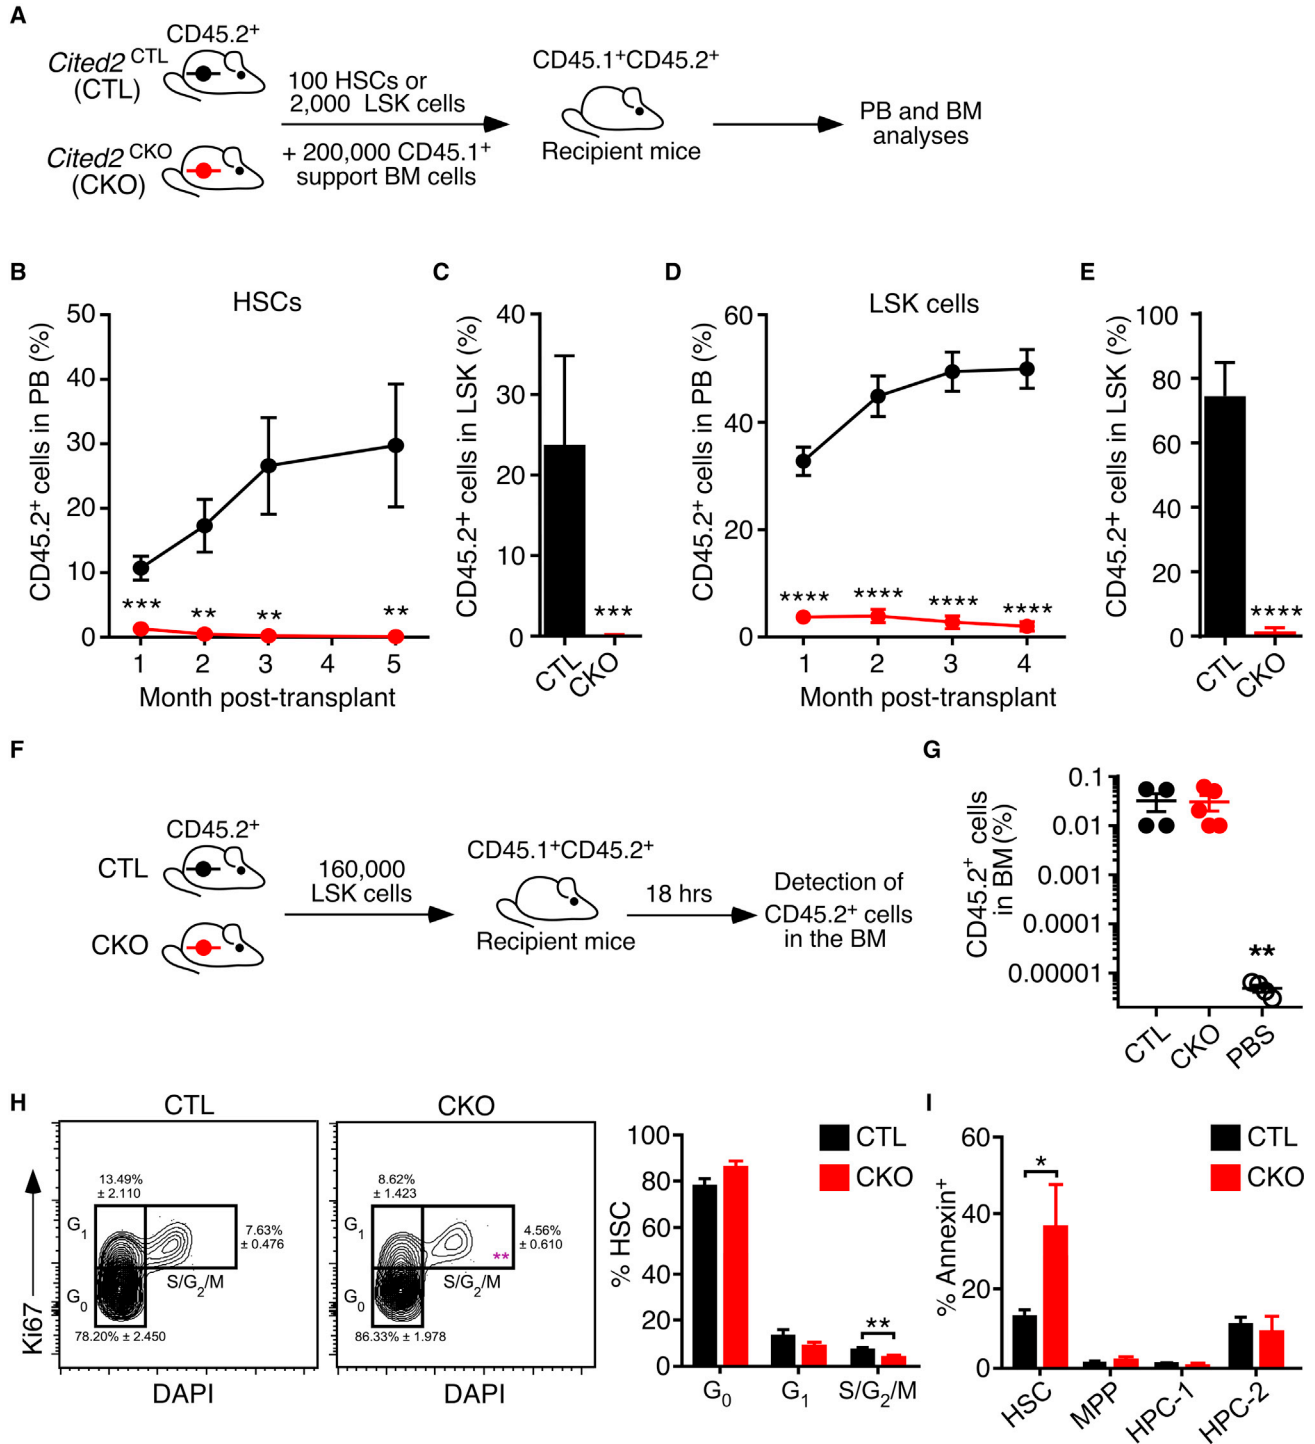 A
CD45.2+
Cited2 CTL
(CTL)
100 HSCs or
2,000 LSK cells
CD45.1+CD45.2+
PB and BM
analyses
Cited2 CKO
(CKO)
+ 200,000 CD45.1+
support BM cells
Recipient mice
B
HSCs
CD45.2+ cells in PB (%)
50
40
30
20
10
0
***
**
**
**
1 2 3 4 5
Month post-transplant
C
CD45.2+ cells in LSK (%)
40
30
20
10
0
***
CTL
CKO
D
LSK cells
CD45.2+ cells in PB (%)
60
40
20
0
****
****
****
****
1 2 3 4
Month post-transplant
E
CD45.2+ cells in LSK (%)
100
80
60
40
20
0
****
CTL
CKO
F
CD45.2+
CTL
CKO
160,000
LSK cells
CD45.1+CD45.2+
Recipient mice
18 hrs
Detection of
CD45.2+ cells
in the BM
G
CD45.2+ cells
in BM (%)
0.1
0.01
0.001
0.0001
0.00001
**
CTL
CKO
PBS
H
CTL
13.49%
± 2.110
G1
7.63%
± 0.476
S/G2/M
G0
78.20% ± 2.450
Ki67
DAPI
CKO
8.62%
± 1.423
G1
4.56%
± 0.610
**
S/G2/M
G0
86.33% ± 1.978
DAPI
CTL
CKO
% HSC
100
80
60
40
20
0
**
G0 G1 S/G2/M
I
CTL
CKO
% Annexin+
60
40
20
0
*
HSC
MPP
HPC-1
HPC-2